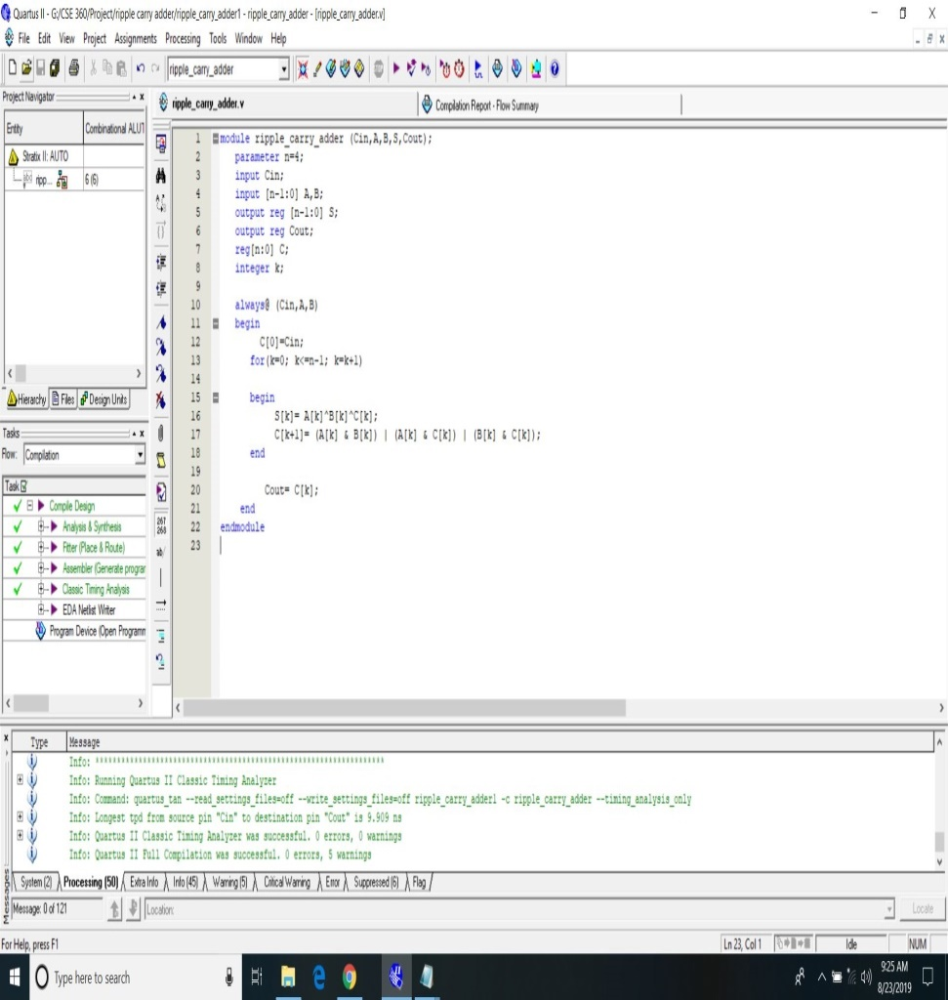 Quartus II - G:/CSE 360/Project/ripple carry adder/ripple_carry_adder1 - ripple_carry_adder - [ripple_carry_adder.v]
File Edit View Project Assignments Processing Tools Window Help
ripple_carry_adder
Project Navigator
Entity Combinational ALUT
Stratix II: AUTO
ripp... 6 (6)
Hierarchy Files Design Units
Tasks
Flow: Compilation
Task
Compile Design
Analysis & Synthesis
Fitter (Place & Route)
Assembler (Generate prograr
Classic Timing Analysis
EDA Netlist Writer
Program Device (Open Programm
ripple_carry_adder.v Compilation Report - Flow Summary
1 module ripple_carry_adder (Cin,A,B,S,Cout);
2 parameter n=4;
3 input Cin;
4 input [n-1:0] A,B;
5 output reg [n-1:0] S;
6 output reg Cout;
7 reg[n:0] C;
8 integer k;
9
10 always@ (Cin,A,B)
11 begin
12 C[0]=Cin;
13 for(k=0; k<=n-1; k=k+1)
14
15 begin
16 S[k]= A[k]^B[k]^C[k];
17 C[k+1]= (A[k] & B[k]) | (A[k] & C[k]) | (B[k] & C[k]);
18 end
19
20 Cout= C[k];
21 end
22 endmodule
23
267
268
ab/
Type Message
Info: *******************************************************************
Info: Running Quartus II Classic Timing Analyzer
Info: Command: quartus_tan --read_settings_files=off --write_settings_files=off ripple_carry_adder1 -c ripple_carry_adder --timing_analysis_only
Info: Longest tpd from source pin "Cin" to destination pin "Cout" is 9.909 ns
Info: Quartus II Classic Timing Analyzer was successful. 0 errors, 0 warnings
Info: Quartus II Full Compilation was successful. 0 errors, 5 warnings
System (2) Processing (50) Extra Info Info (45) Warning (5) Critical Warning Error Suppressed (6) Flag
Messages
Message: 0 of 121 Location: Locate
For Help, press F1 Ln 23, Col 1 Idle NUM
Type here to search 9:25 AM
8/23/2019